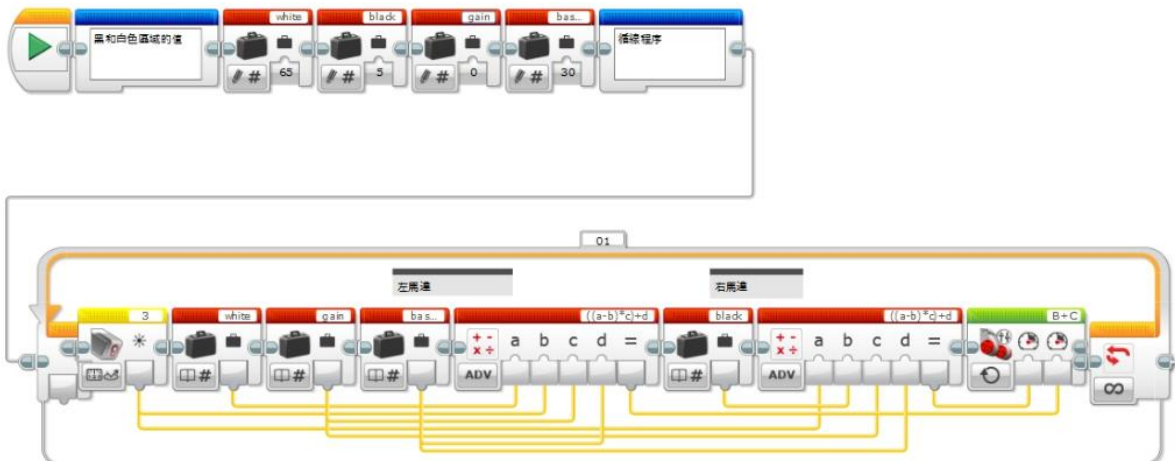 white black gain bas...
黑和白色區域的值 循線程序
# 65 # 5 # 0 # 30
01
左馬達 右馬達
3 white gain bas... ((a-b)*c)+d black ((a-b)*c)+d B+C
a b c d = a b c d =
# # # ADV # ADV